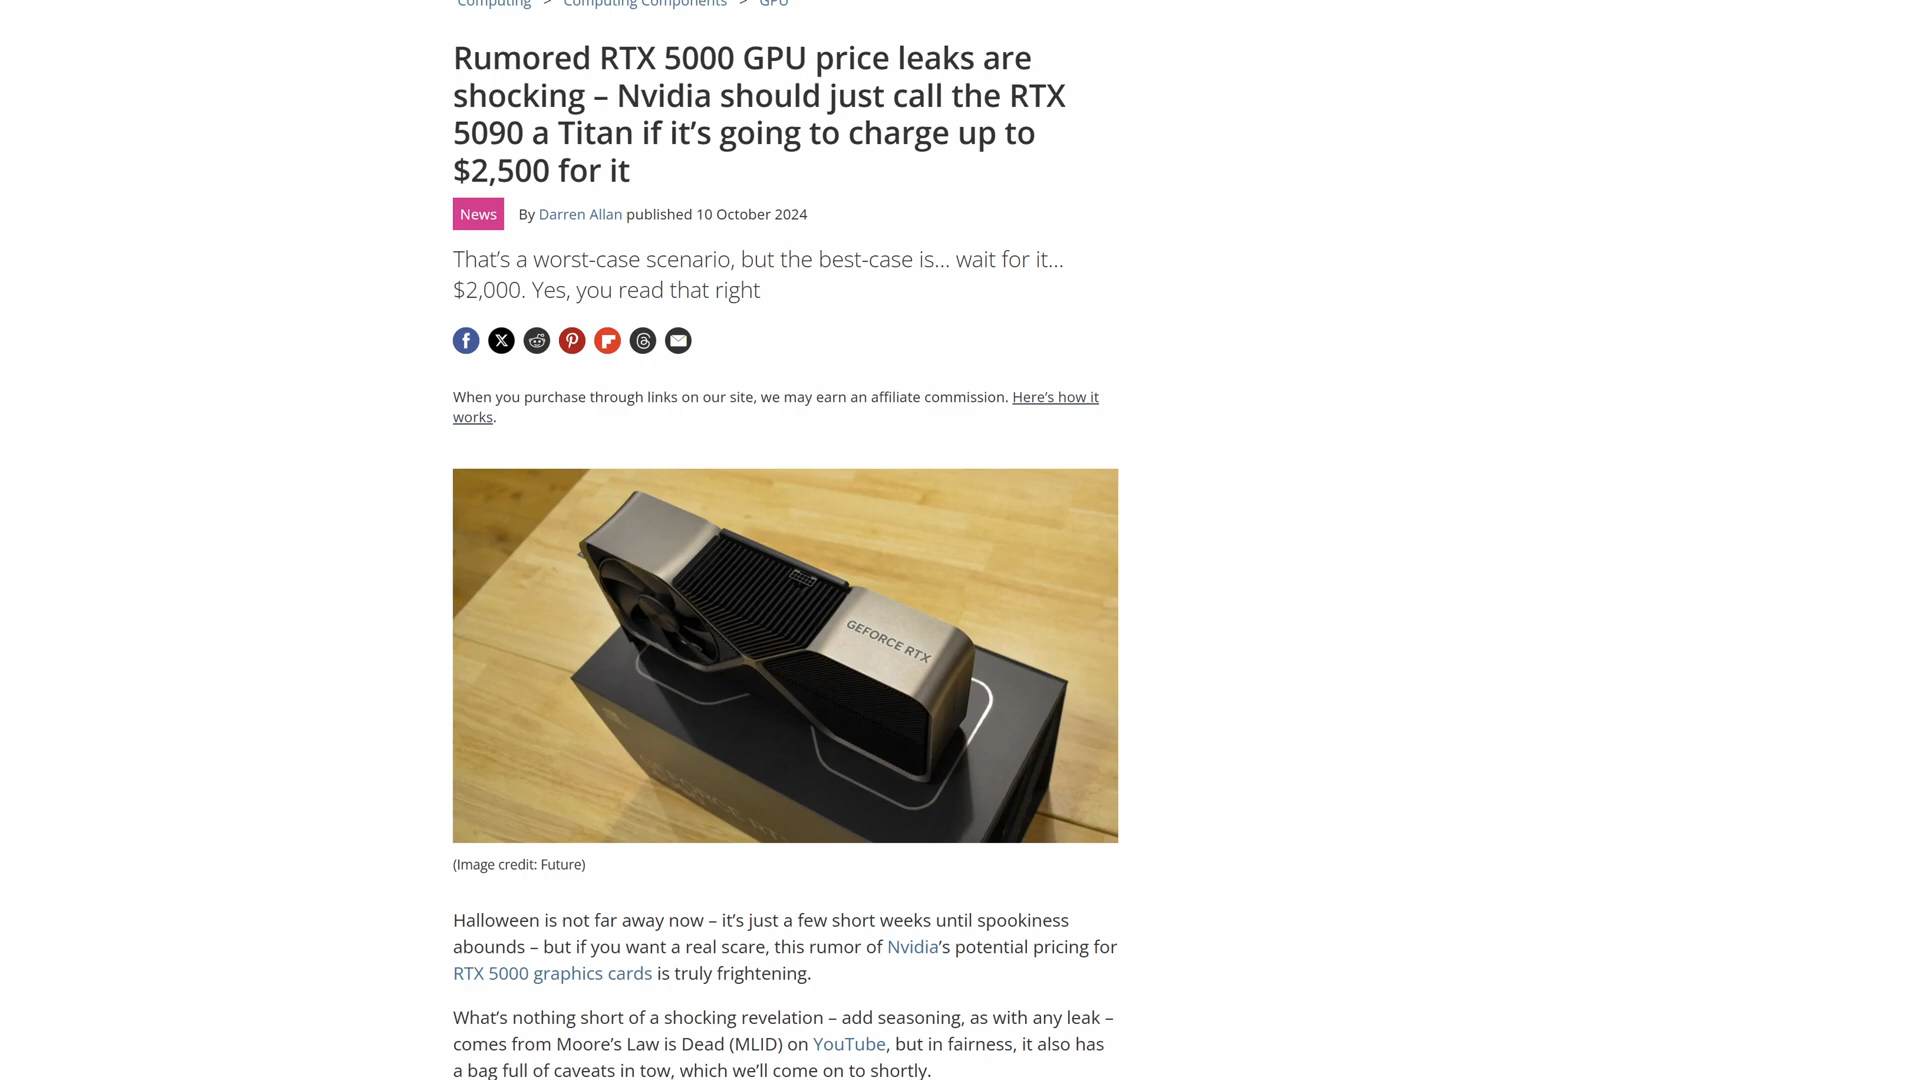 Computing > Computing Components > GPU
Rumored RTX 5000 GPU price leaks are
shocking – Nvidia should just call the RTX
5090 a Titan if it’s going to charge up to
$2,500 for it
News By Darren Allan published 10 October 2024
That’s a worst-case scenario, but the best-case is… wait for it…
$2,000. Yes, you read that right
When you purchase through links on our site, we may earn an affiliate commission. Here’s how it
works.
GEFORCE RTX
GEFORCE RTX
(Image credit: Future)
Halloween is not far away now – it’s just a few short weeks until spookiness
abounds – but if you want a real scare, this rumor of Nvidia’s potential pricing for
RTX 5000 graphics cards is truly frightening.
What’s nothing short of a shocking revelation – add seasoning, as with any leak –
comes from Moore’s Law is Dead (MLID) on YouTube, but in fairness, it also has
a bag full of caveats in tow, which we’ll come on to shortly.